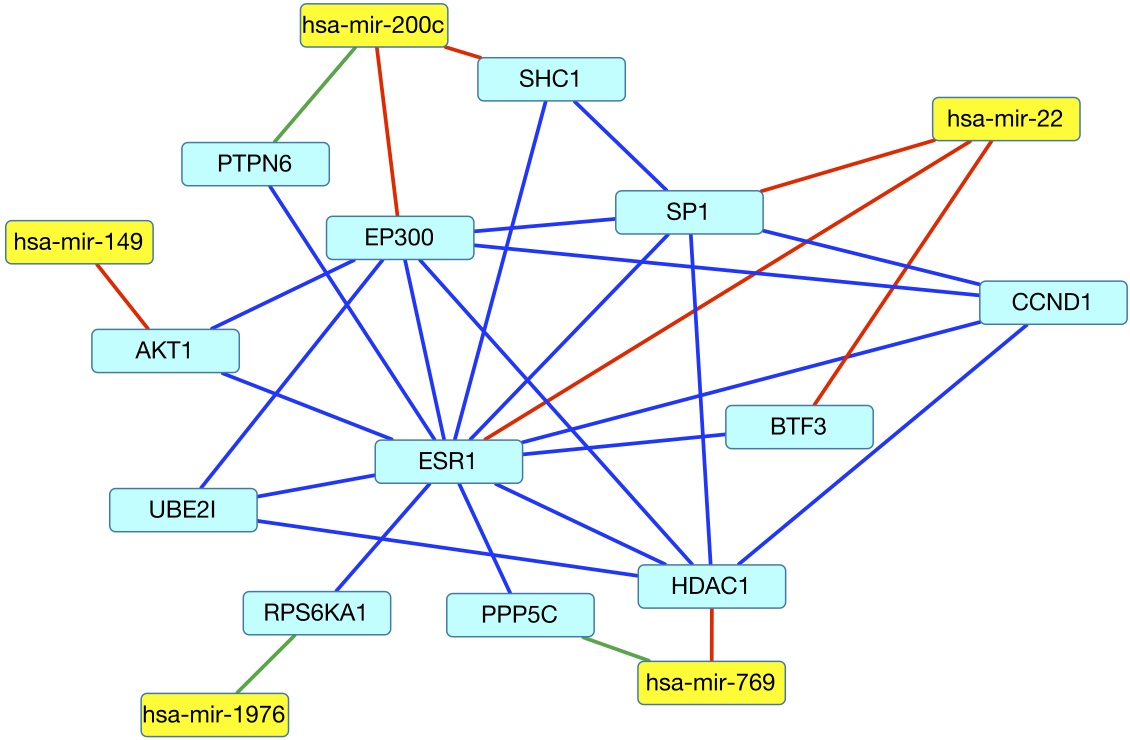 hsa-mir-200c
SHC1
hsa-mir-22
PTPN6
SP1
hsa-mir-149
EP300
CCND1
AKT1
BTF3
ESR1
UBE2I
HDAC1
RPS6KA1
PPP5C
hsa-mir-769
hsa-mir-1976